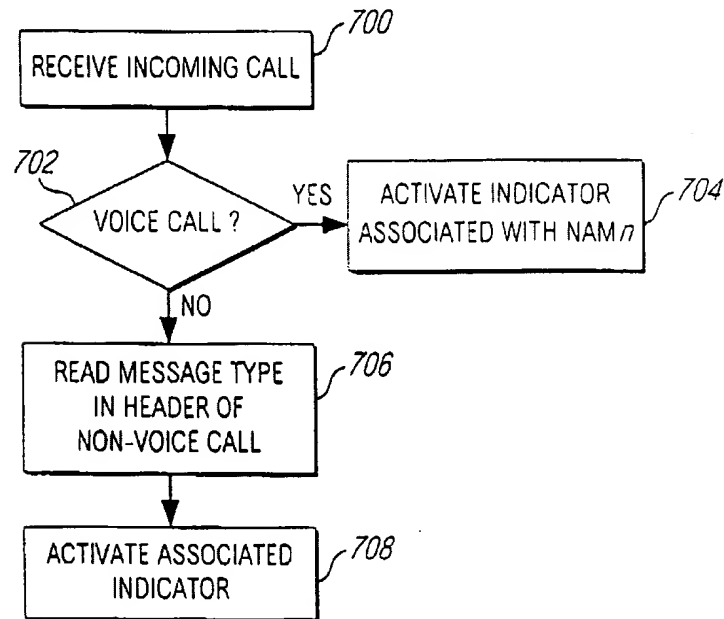 700
RECEIVE INCOMING CALL
702
VOICE CALL ?
YES
ACTIVATE INDICATOR
ASSOCIATED WITH NAM n
704
NO
READ MESSAGE TYPE
IN HEADER OF
NON-VOICE CALL
706
ACTIVATE ASSOCIATED
INDICATOR
708